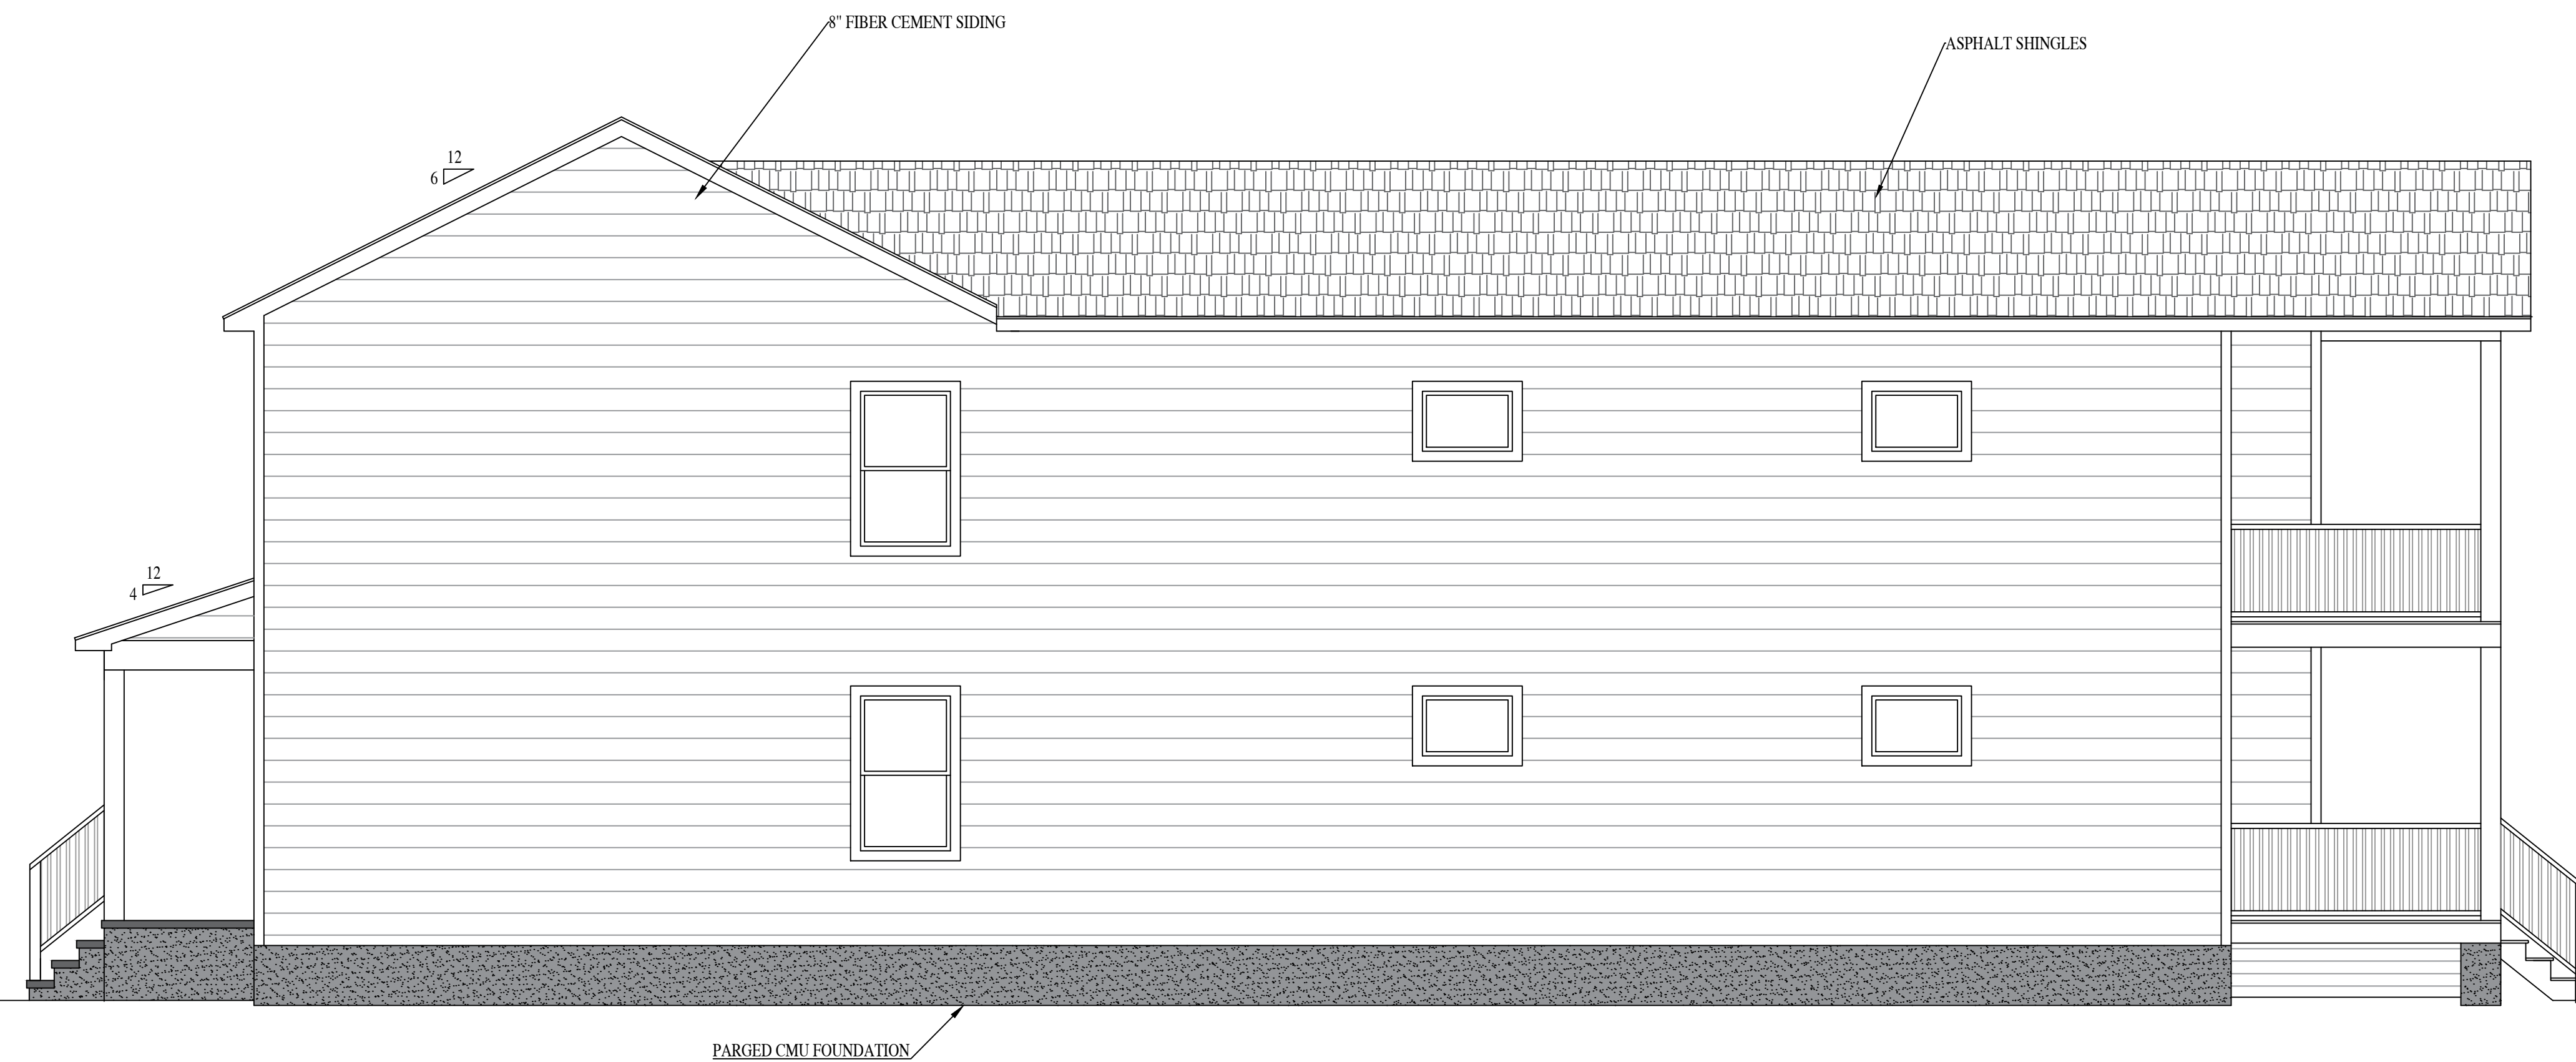 8" FIBER CEMENT SIDING
ASPHALT SHINGLES
12
6
12
4
PARGED CMU FOUNDATION